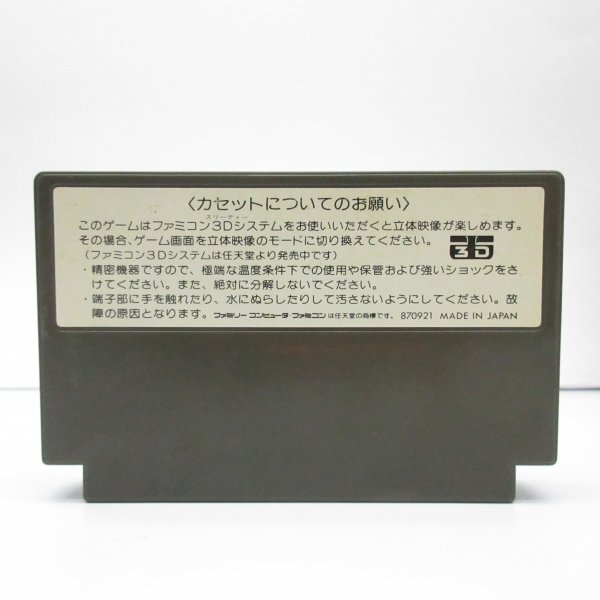 〈カセットについてのお願い〉
このゲームはファミコン3Dシステムをお使いいただくと立体映像が楽しめます。
スリーディー
その場合、ゲーム画面を立体映像のモードに切り換えてください。
3D
(ファミコン3Dシステムは任天堂より発売中です)
・精密機器ですので、極端な温度条件下での使用や保管および強いショックをさ
けてください。また、絶対に分解しないでください。
・端子部に手を触れたり、水にぬらしたりして汚さないようにしてください。故
障の原因となります。 ファミリーコンピュータ・ファミコンは任天堂の商標です。 870921 MADE IN JAPAN